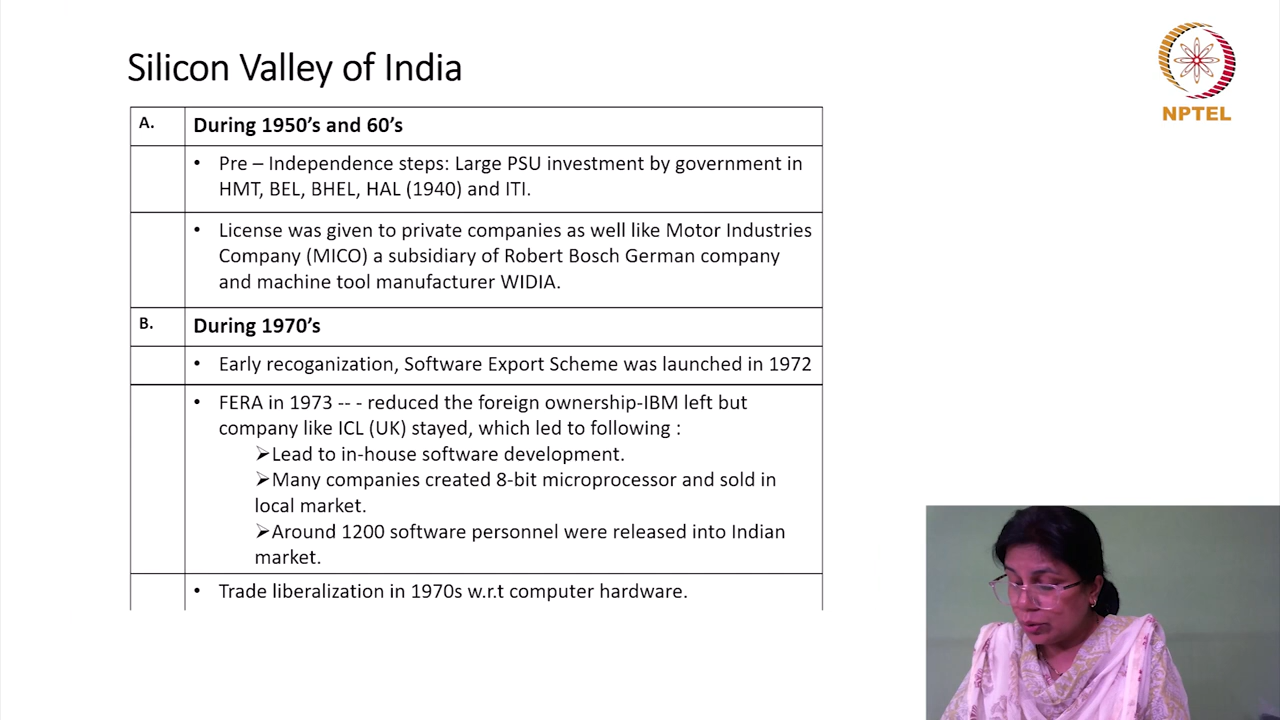 Silicon Valley of India
NPTEL
A. During 1950’s and 60’s
• Pre – Independence steps: Large PSU investment by government in
HMT, BEL, BHEL, HAL (1940) and ITI.
• License was given to private companies as well like Motor Industries
Company (MICO) a subsidiary of Robert Bosch German company
and machine tool manufacturer WIDIA.
B. During 1970’s
• Early recoganization, Software Export Scheme was launched in 1972
• FERA in 1973 -- - reduced the foreign ownership-IBM left but
company like ICL (UK) stayed, which led to following :
➢Lead to in-house software development.
➢Many companies created 8-bit microprocessor and sold in
local market.
➢Around 1200 software personnel were released into Indian
market.
• Trade liberalization in 1970s w.r.t computer hardware.